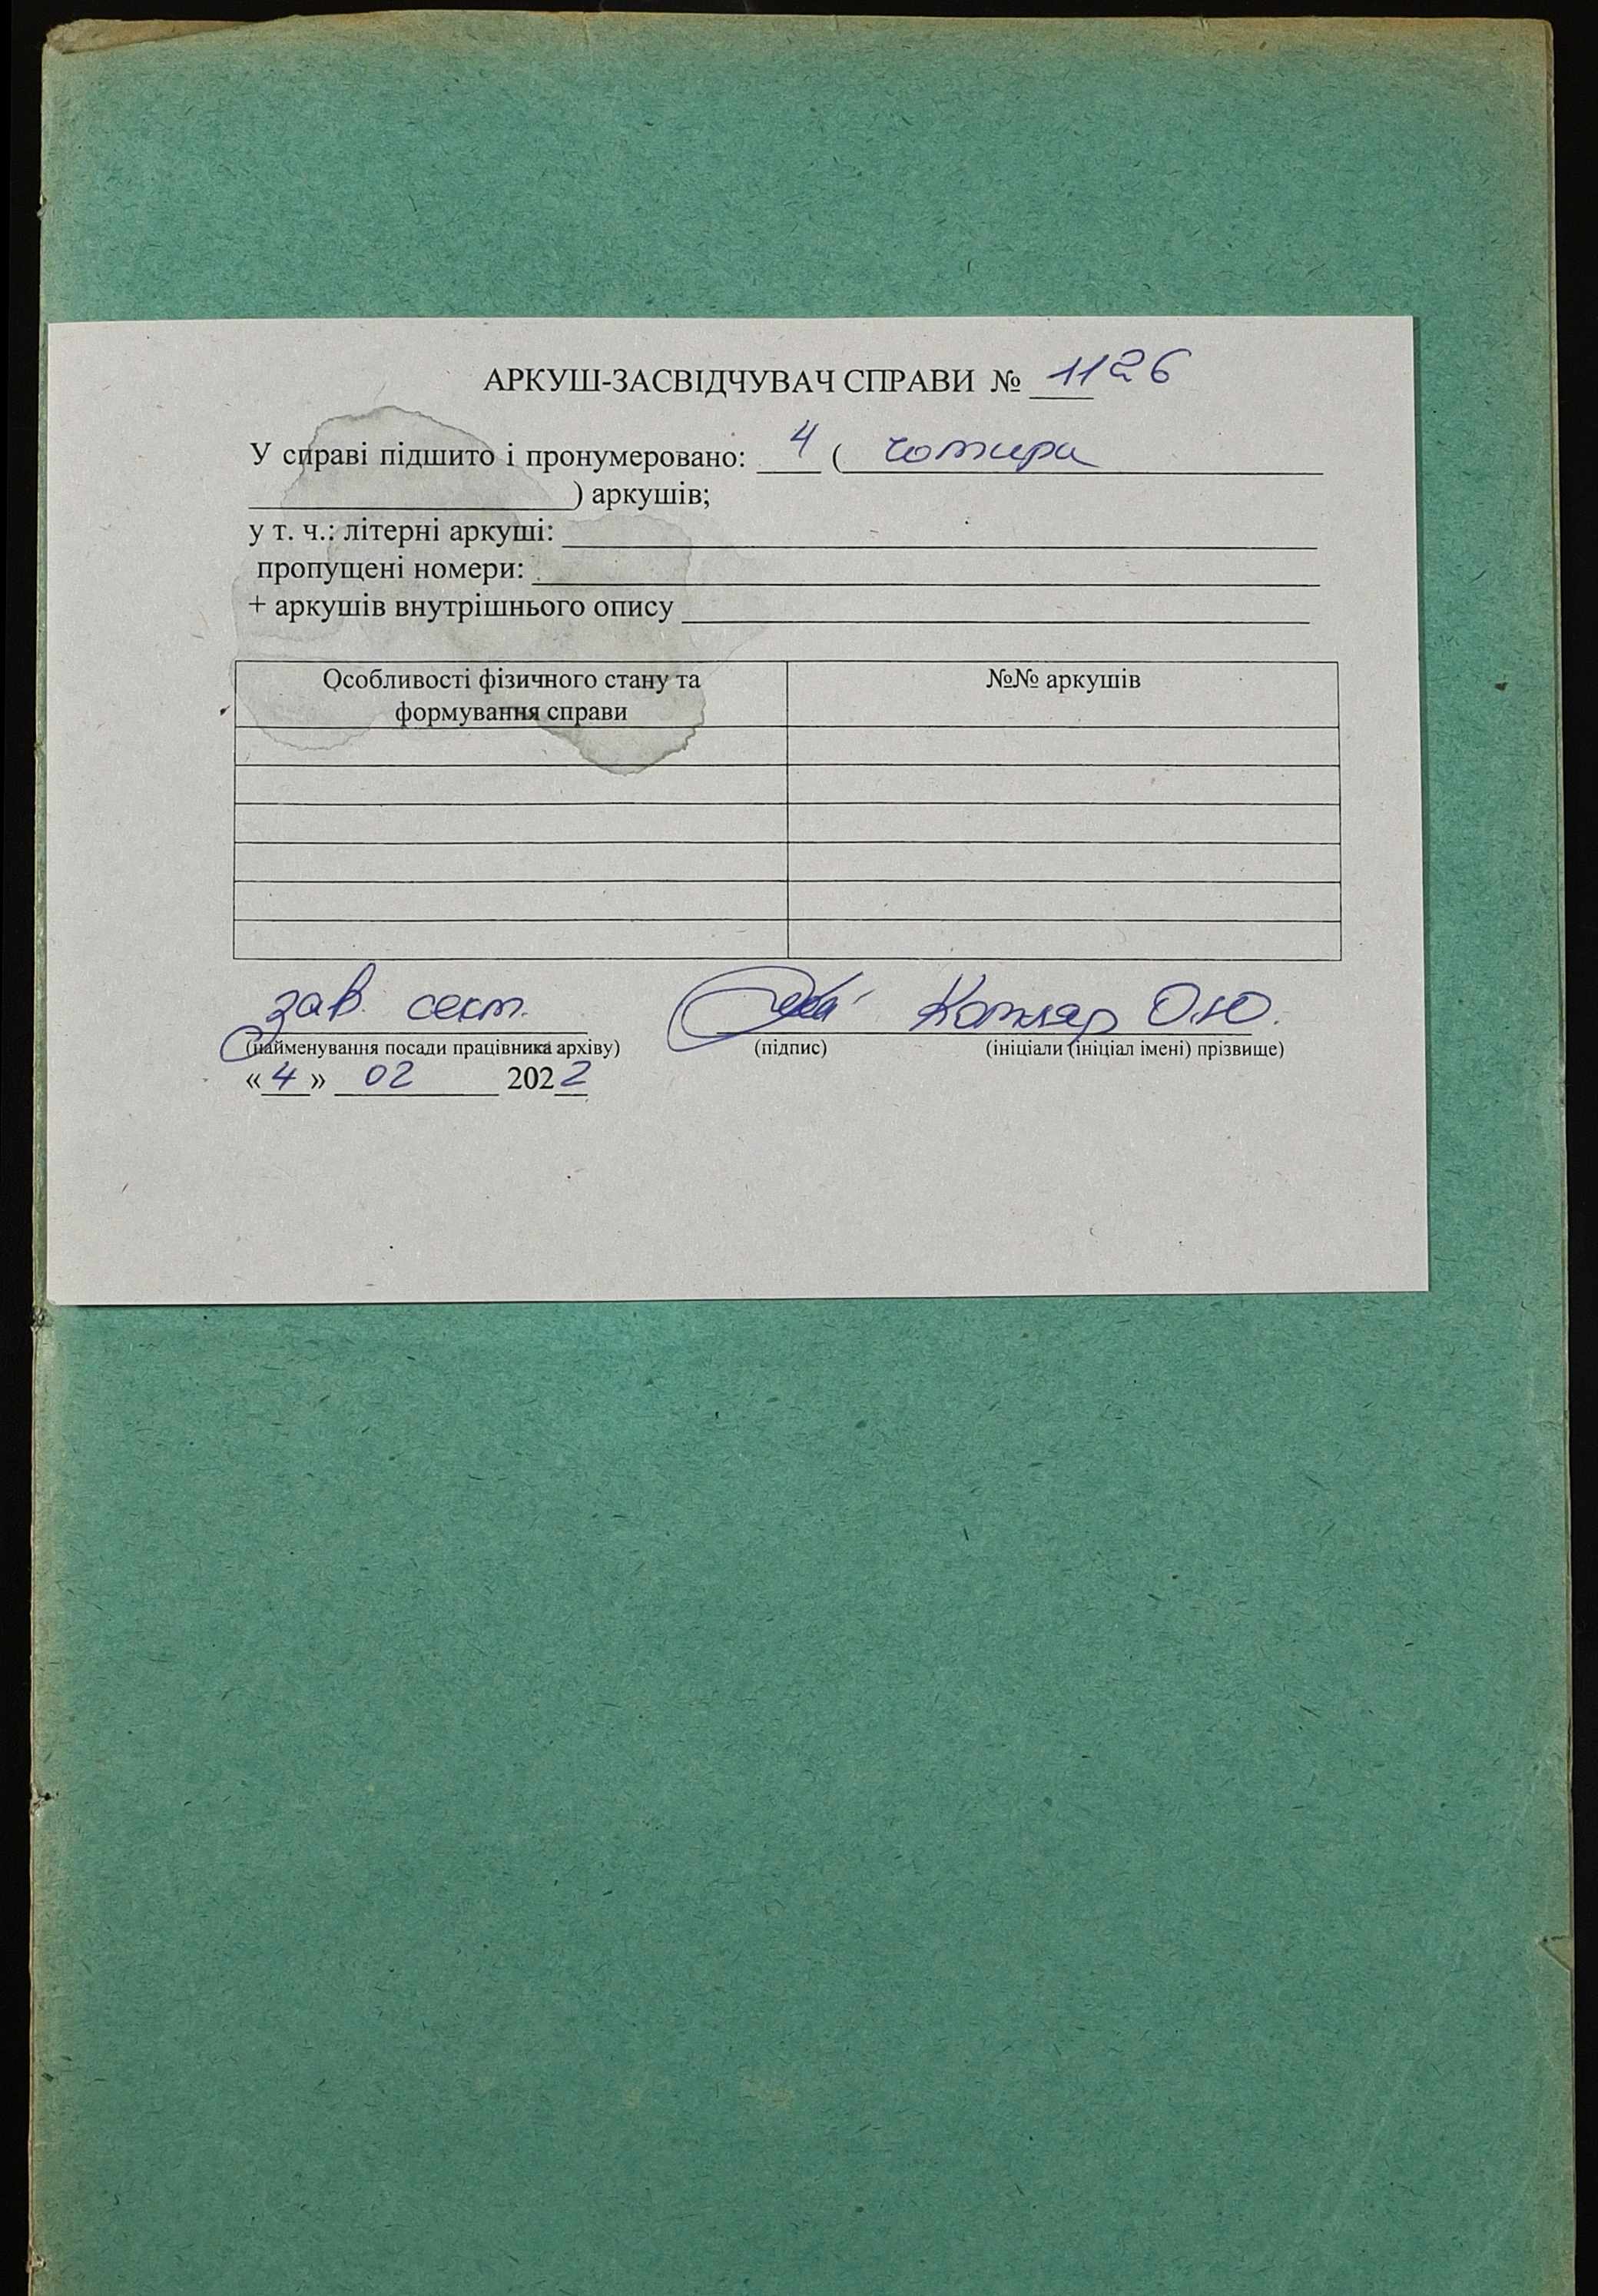 АРКУШ-ЗАСВІДЧУВАЧ СПРАВИ № 1126
У справі підшито і пронумеровано: 4 ( чотири
) аркушів;
у т. ч.: літерні аркуші:
пропущені номери:
+ аркушів внутрішнього опису
Особливості фізичного стану та формування справи №№ аркушів
зав. сект. Котляр О.Ю.
(найменування посади працівника архіву) (підпис) (ініціали (ініціал імені) прізвище)
«4» 02 2022